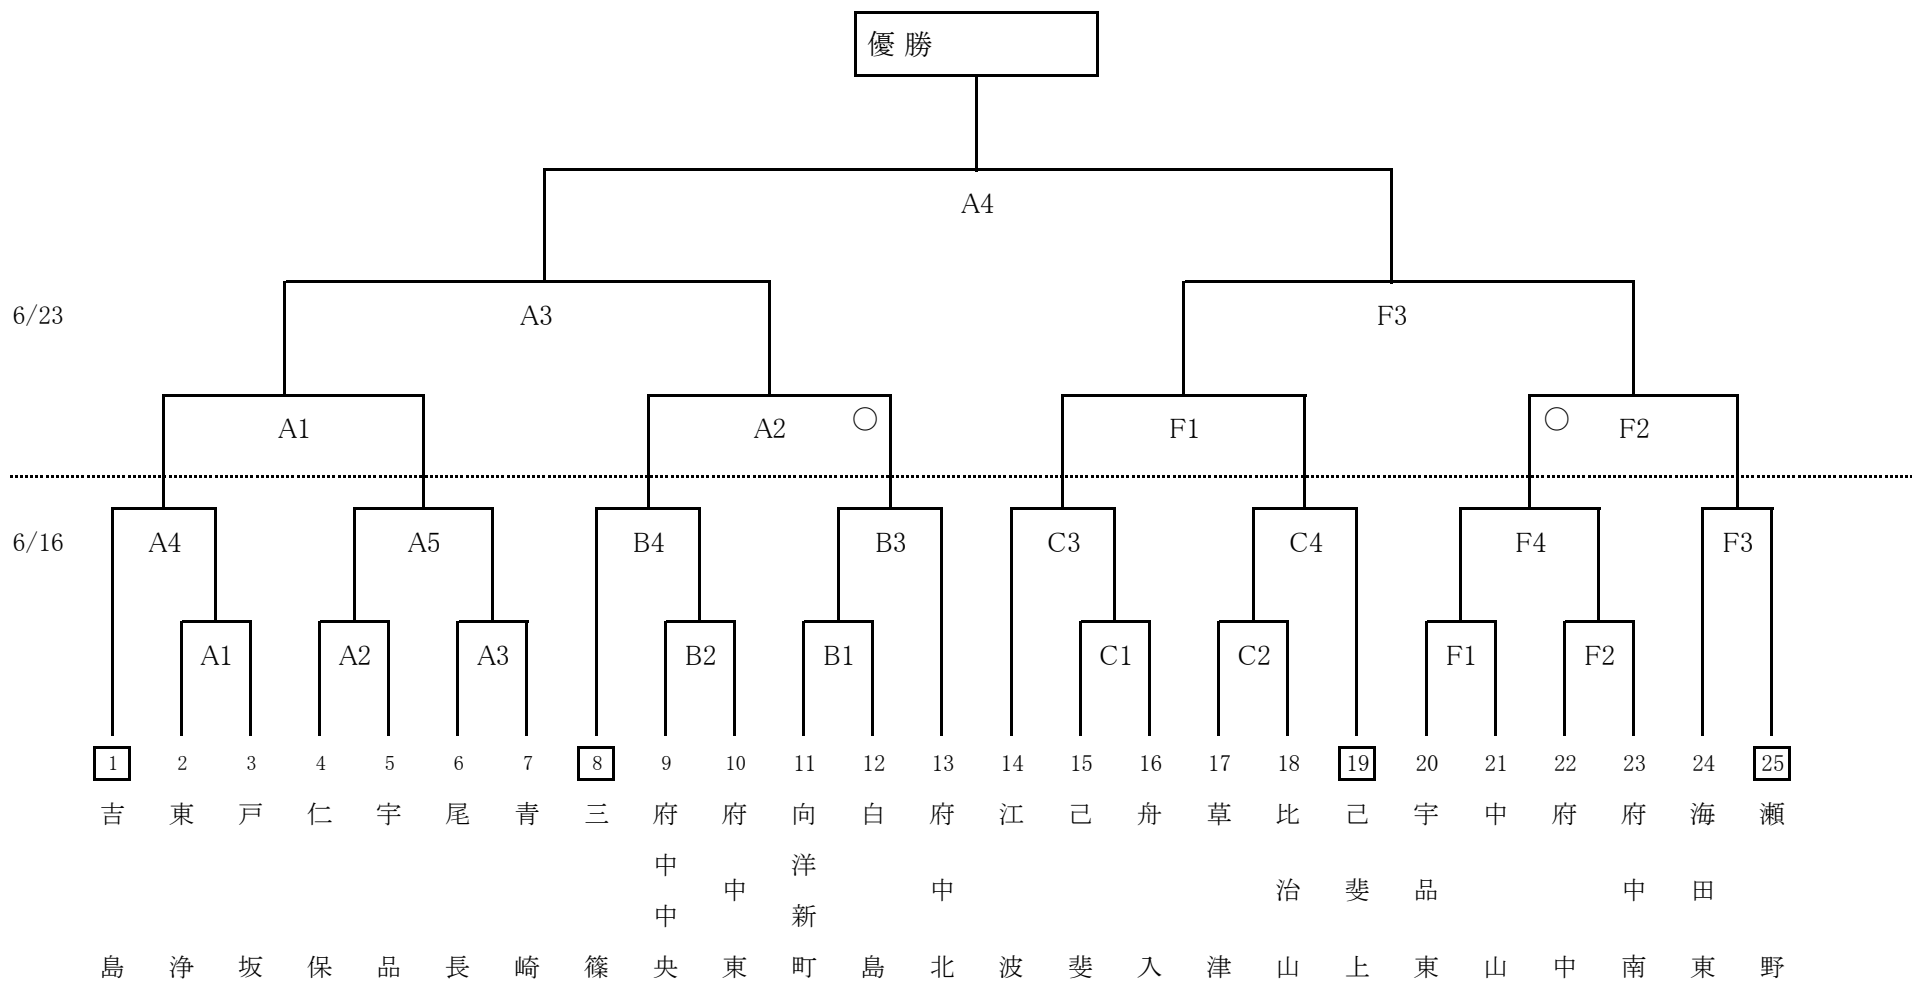 優 勝
A4
6/23
A3
F3
A1
A2
○
F1
○
F2
6/16
A4
A5
B4
B3
C3
C4
F4
F3
A1
A2
A3
B2
B1
C1
C2
F1
F2
1 2 3 4 5 6 7 8 9 10 11 12 13 14 15 16 17 18 19 20 21 22 23 24 25
吉島
東浄
戸坂
仁保
宇品
尾長
青崎
三篠
府中中央
府中東
向洋新町
白島
府中北
江波
己斐
舟入
草津
比治山
己斐上
宇品東
中山
府中
府中南
海田東
瀬野